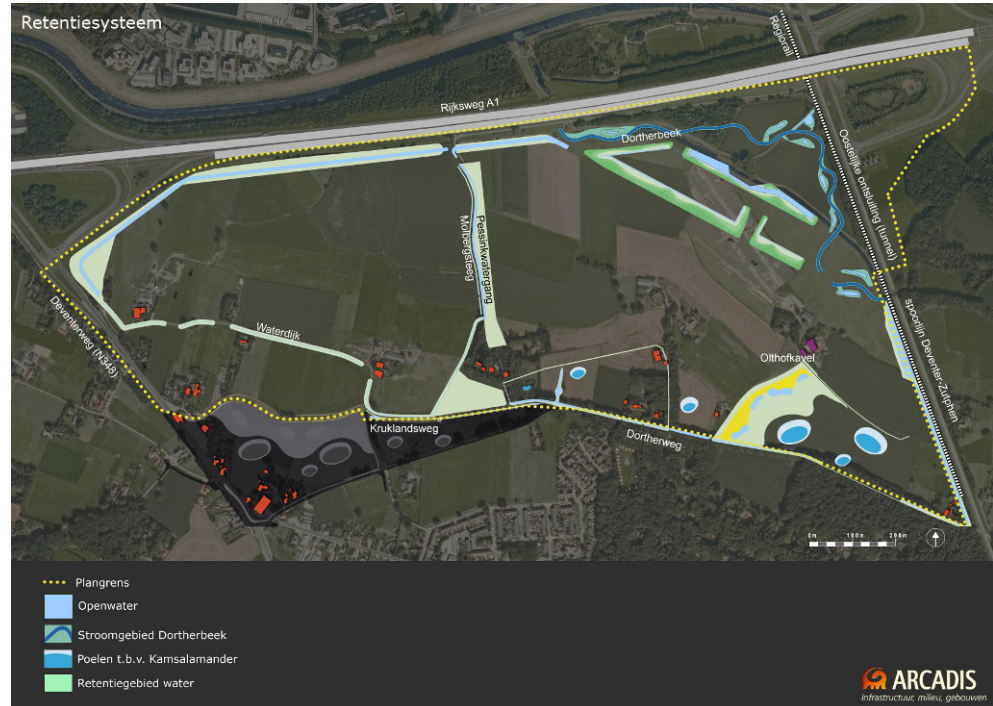 Retentiesysteem
Regiorail
Rijksweg A1
Dortherbeek
Oostelijke ontsluiting (tunnel)
Molbergsteeg
Pessinkwatergang
Deventerweg (N348)
Waterdijk
spoorlijn Deventer-Zutphen
Olthofkavel
Kruklandsweg
Dortherweg
0m 100m 200m
Plangrens
Openwater
Stroomgebied Dortherbeek
Poelen t.b.v. Kamsalamander
Retentiegebied water
ARCADIS
infrastructuur, milieu, gebouwen